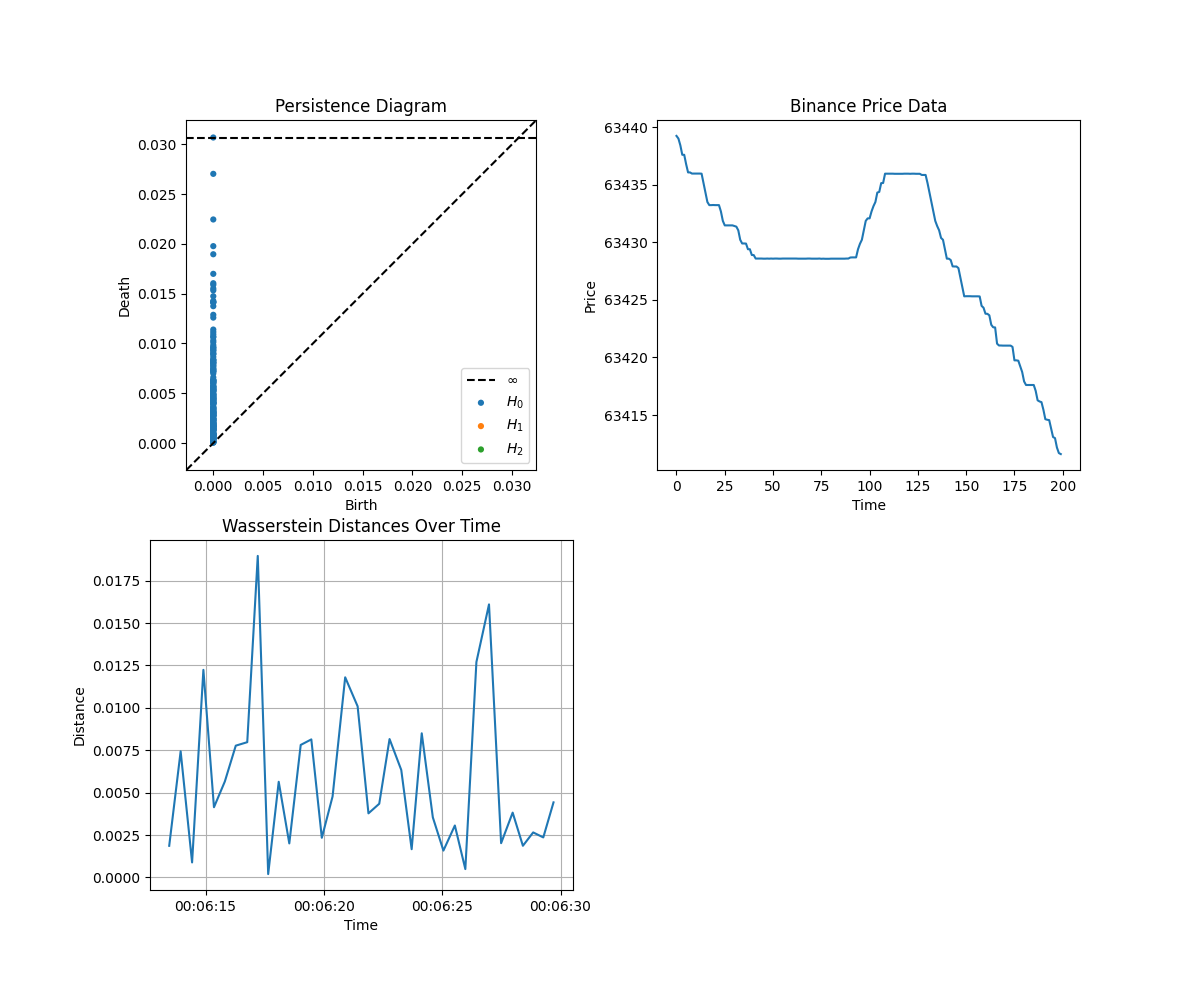 Persistence Diagram
0.030
0.025
0.020
0.015
0.010
0.005
0.000
Death
∞
H₀
H₁
H₂
0.000 0.005 0.010 0.015 0.020 0.025 0.030
Birth
Binance Price Data
63440
63435
63430
63425
63420
63415
Price
0 25 50 75 100 125 150 175 200
Time
Wasserstein Distances Over Time
0.0175
0.0150
0.0125
0.0100
0.0075
0.0050
0.0025
0.0000
Distance
00:06:15 00:06:20 00:06:25 00:06:30
Time